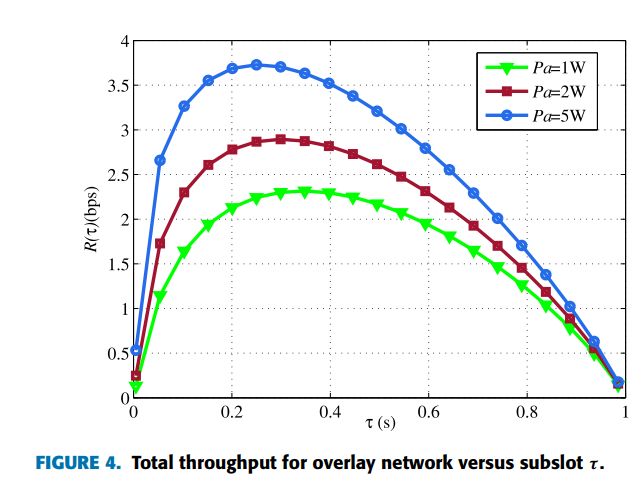 4
3.5
3
2.5
2
1.5
1
0.5
0
R(τ)(bps)
Pa=1W
Pa=2W
Pa=5W
0 0.2 0.4 0.6 0.8 1
τ (s)
FIGURE 4. Total throughput for overlay network versus subslot τ.